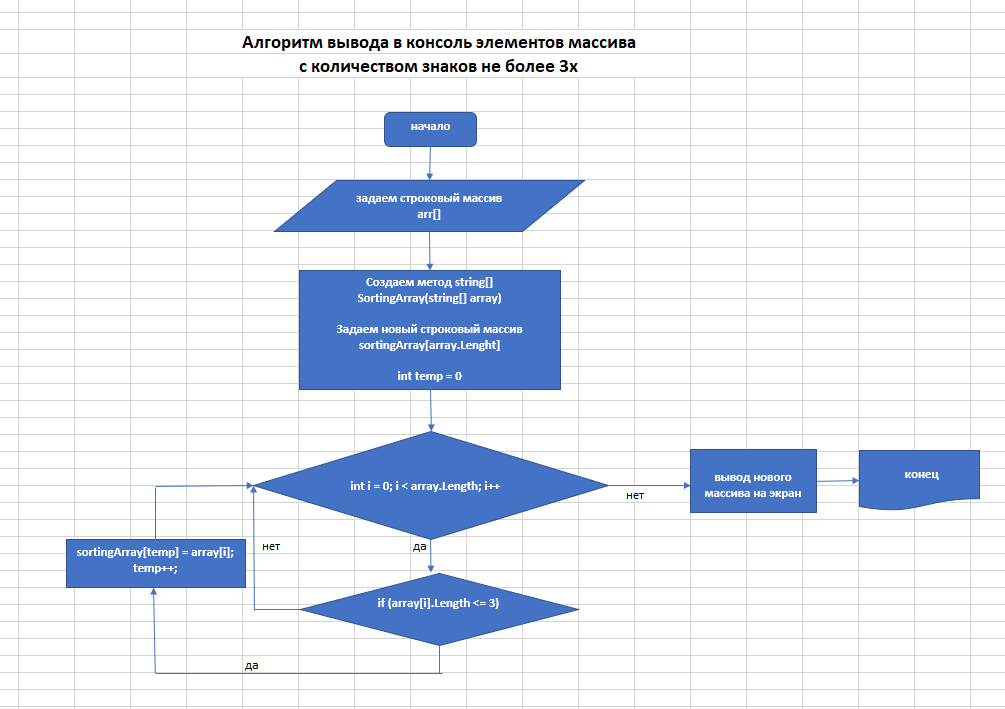 Алгоритм вывода в консоль элементов массива
с количеством знаков не более 3х
начало
задаем строковый массив
arr[]
Создаем метод string[]
SortingArray(string[] array)
Задаем новый строковый массив
sortingArray[array.Lenght]
int temp = 0
int i = 0; i < array.Length; i++
нет
вывод нового
массива на экран
конец
да
if (array[i].Length <= 3)
нет
sortingArray[temp] = array[i];
temp++;
да